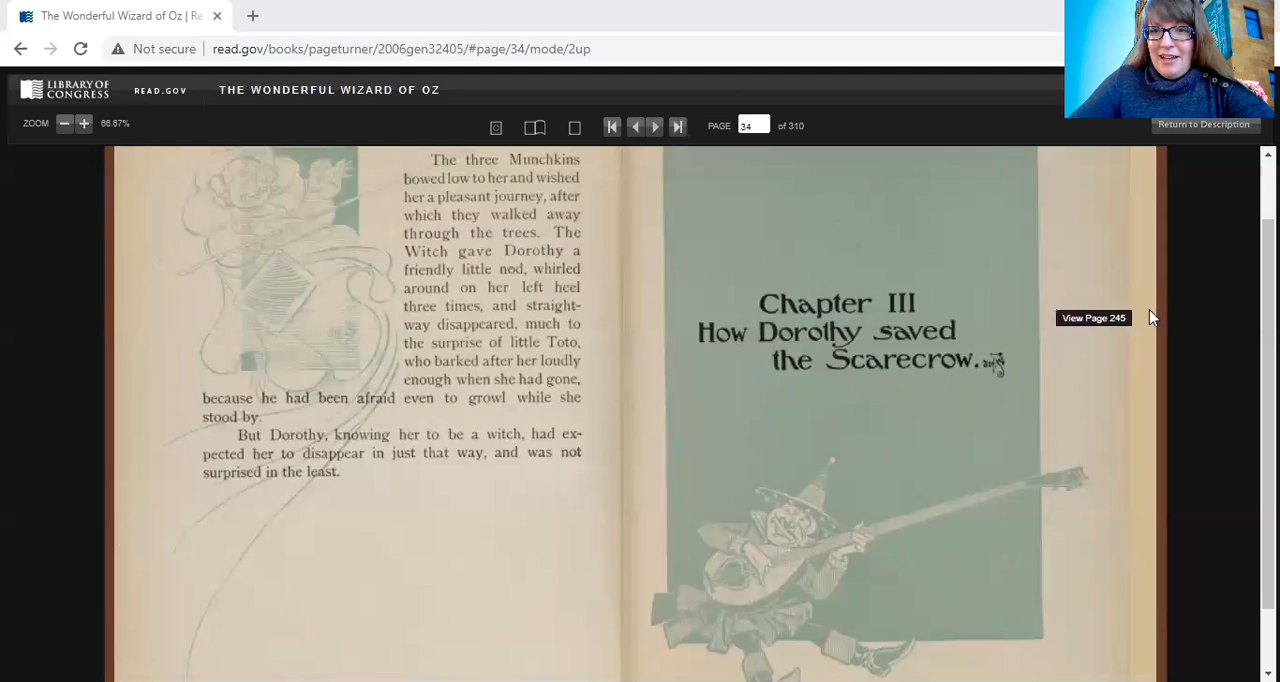 The Wonderful Wizard of Oz | Re
Not secure
read.gov/books/pageturner/2006gen32405/#page/34/mode/2up
LIBRARY OF
CONGRESS
READ.GOV
THE WONDERFUL WIZARD OF OZ
ZOOM
66.67%
PAGE
34
of 310
Return to Description
The three Munchkins
bowed low to her and wished
her a pleasant journey, after
which they walked away
through the trees. The
Witch gave Dorothy a
friendly little nod, whirled
around on her left heel
three times, and straight-
way disappeared, much to
the surprise of little Toto,
who barked after her loudly
enough when she had gone,
because he had been afraid even to growl while she
stood by.
But Dorothy, knowing her to be a witch, had ex-
pected her to disappear in just that way, and was not
surprised in the least.
Chapter III
How Dorothy saved
the Scarecrow.
View Page 245